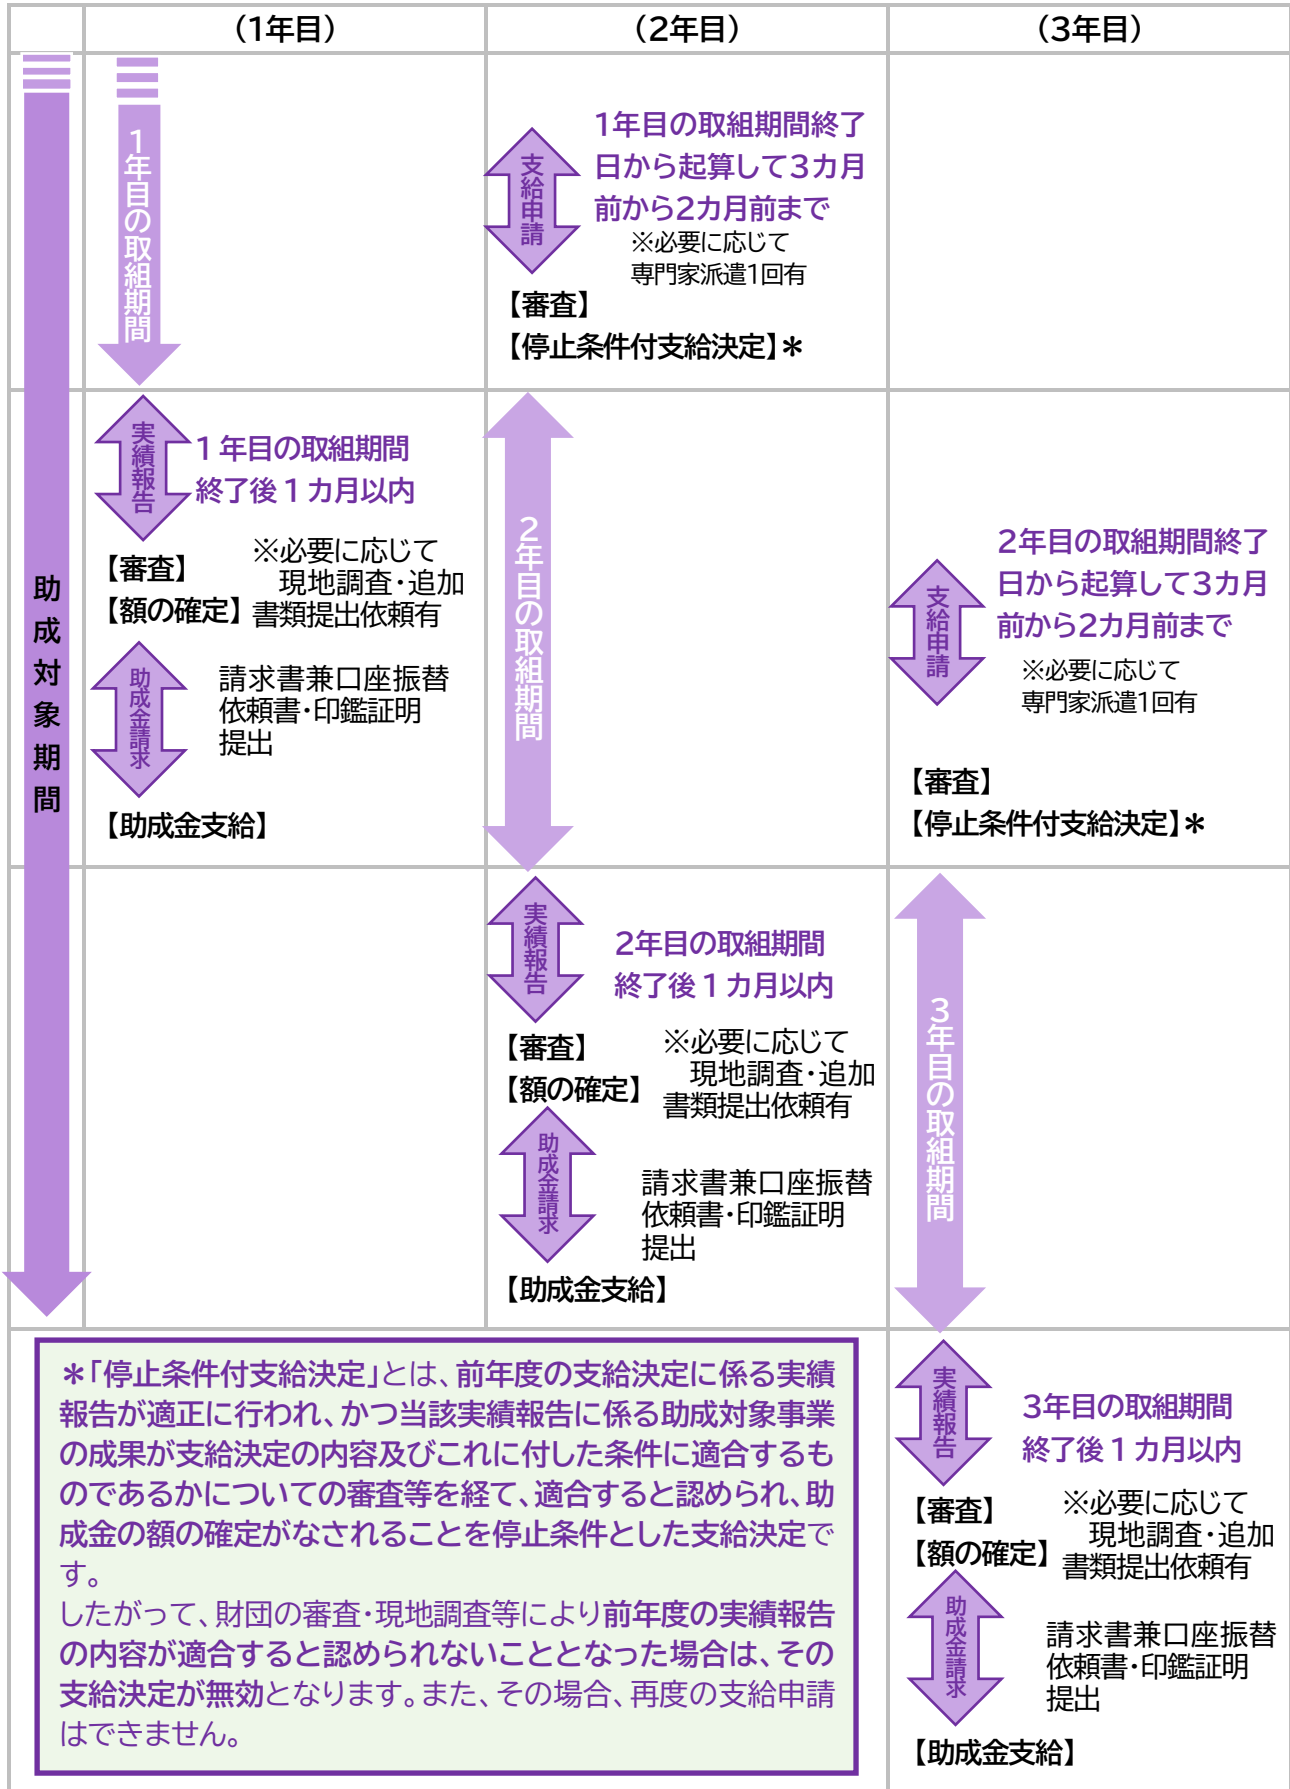 （1年目）
（2年目）
（3年目）
助成対象期間
1年目の取組期間
支給申請
1年目の取組期間終了
日から起算して3カ月
前から2カ月前まで
※必要に応じて
専門家派遣1回有
【審査】
【停止条件付支給決定】＊
実績報告
1年目の取組期間
終了後1カ月以内
【審査】
【額の確定】
※必要に応じて
現地調査・追加
書類提出依頼有
助成金請求
請求書兼口座振替
依頼書・印鑑証明
提出
【助成金支給】
2年目の取組期間
支給申請
2年目の取組期間終了
日から起算して3カ月
前から2カ月前まで
※必要に応じて
専門家派遣1回有
【審査】
【停止条件付支給決定】＊
実績報告
2年目の取組期間
終了後1カ月以内
【審査】
【額の確定】
※必要に応じて
現地調査・追加
書類提出依頼有
助成金請求
請求書兼口座振替
依頼書・印鑑証明
提出
【助成金支給】
3年目の取組期間
＊「停止条件付支給決定」とは、前年度の支給決定に係る実績
報告が適正に行われ、かつ当該実績報告に係る助成対象事業
の成果が支給決定の内容及びこれに付した条件に適合するも
のであるかについての審査等を経て、適合すると認められ、助
成金の額の確定がなされることを停止条件とした支給決定で
す。
したがって、財団の審査・現地調査等により前年度の実績報告
の内容が適合すると認められないこととなった場合は、その
支給決定が無効となります。また、その場合、再度の支給申請
はできません。
実績報告
3年目の取組期間
終了後1カ月以内
【審査】
【額の確定】
※必要に応じて
現地調査・追加
書類提出依頼有
助成金請求
請求書兼口座振替
依頼書・印鑑証明
提出
【助成金支給】